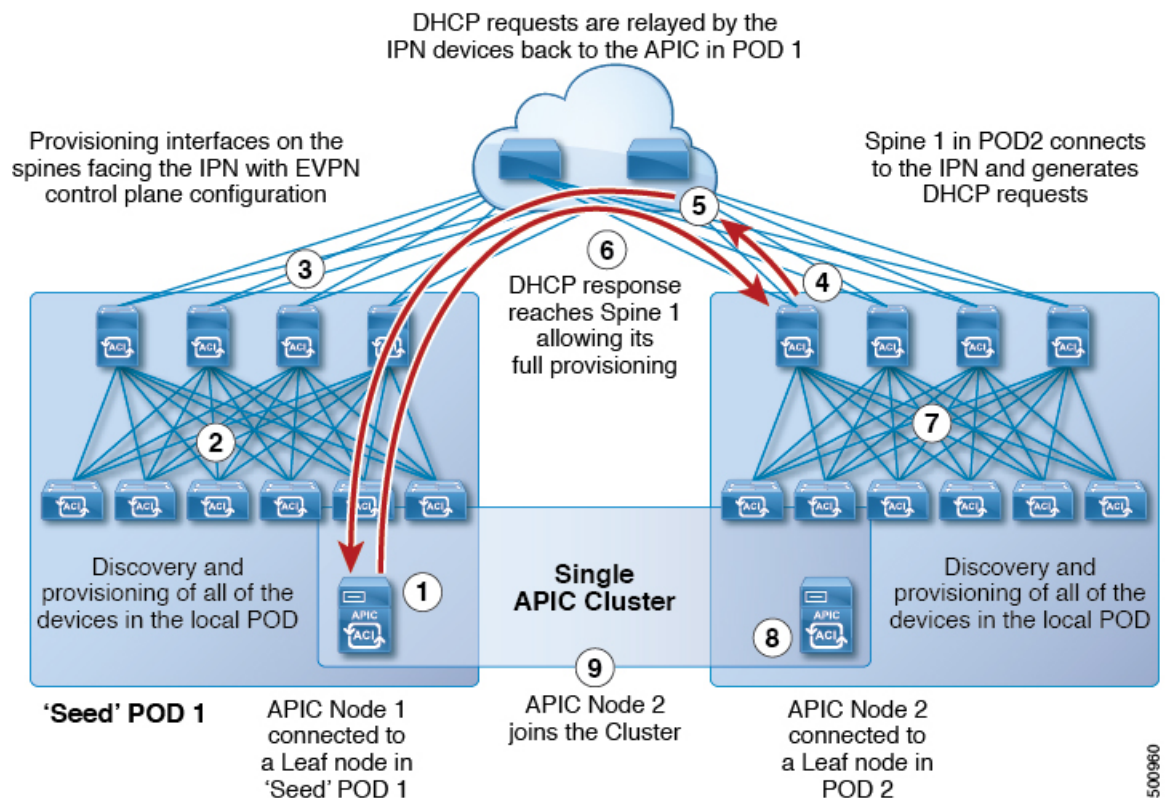 DHCP requests are relayed by the
IPN devices back to the APIC in POD 1
Provisioning interfaces on the
spines facing the IPN with EVPN
control plane configuration
Spine 1 in POD2 connects
to the IPN and generates
DHCP requests
5
6
3
4
DHCP response
reaches Spine 1
allowing its
full provisioning
ACI
ACI
ACI
ACI
ACI
ACI
ACI
ACI
2
7
ACI
ACI
ACI
ACI
ACI
ACI
ACI
ACI
ACI
ACI
ACI
ACI
Discovery and
provisioning of all of the
devices in the local POD
1
APIC
ACI
Single
APIC Cluster
8
APIC
ACI
Discovery and
provisioning of all of the
devices in the local POD
9
'Seed' POD 1
APIC Node 1
connected to
a Leaf node in
'Seed' POD 1
APIC Node 2
joins the Cluster
APIC Node 2
connected to
a Leaf node in
POD 2
500960